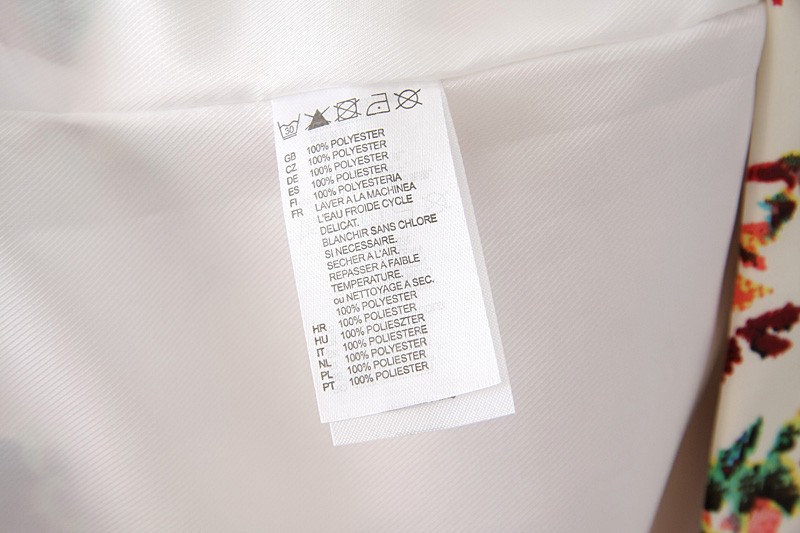 30
GB 100% POLYESTER
CZ 100% POLYESTER
DE 100% POLYESTER
ES 100% POLIESTER
FI 100% POLYESTERIA
FR LAVER A LA MACHINEA
L'EAU FROIDE CYCLE
DELICAT.
BLANCHIR SANS CHLORE
SI NECESSAIRE.
SECHER A L'AIR.
REPASSER A FAIBLE
TEMPERATURE.
ou NETTOYAGE A SEC.
100% POLYESTER
HR 100% POLIESTER
HU 100% POLIESZTER
IT 100% POLIESTERE
NL 100% POLYESTER
PL 100% POLIESTER
PT 100% POLIESTER